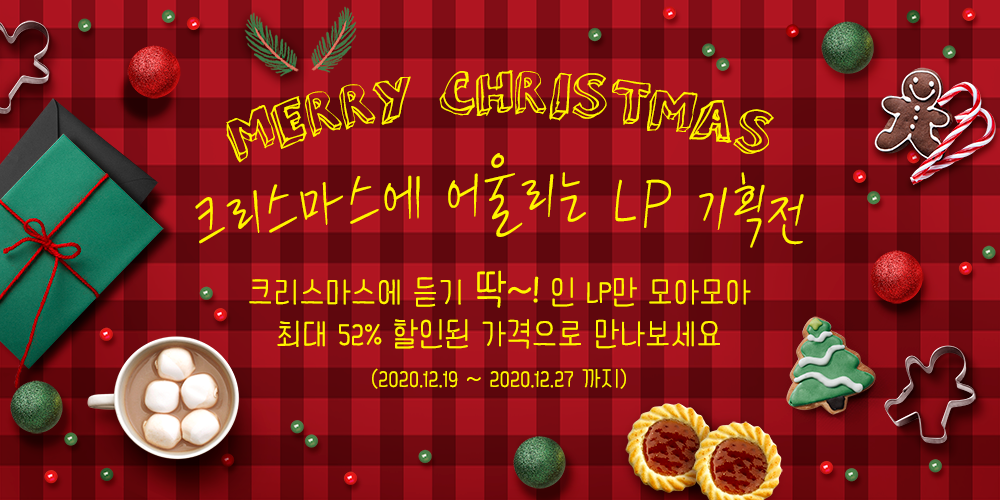 MERRY CHRISTMAS
크리스마스에 어울리는 LP 기획전
크리스마스에 듣기 딱~! 인 LP만 모아모아
최대 52% 할인된 가격으로 만나보세요
(2020.12.19 ~ 2020.12.27 까지)